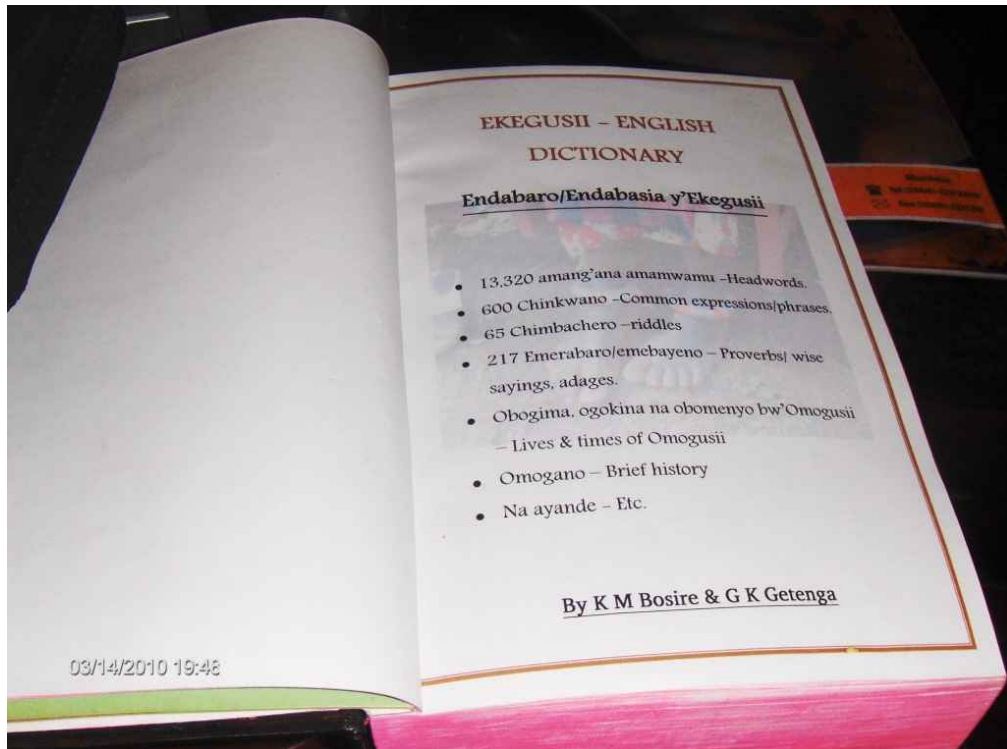 EKEGUSII – ENGLISH
DICTIONARY
Endabaro/Endabasia y'Ekegusii
• 13,320 amang'ana amamwamu –Headwords.
• 600 Chinkwano –Common expressions/phrases.
• 65 Chimbachero –riddles
• 217 Emerabaro/emebayeno – Proverbs/ wise
sayings, adages.
• Obogima, ogokina na obomenyo bw'Omogusii
– Lives & times of Omogusii
• Omogano – Brief history
• Na ayande – Etc.
By K M Bosire & G K Getenga
03/14/2010 19:48